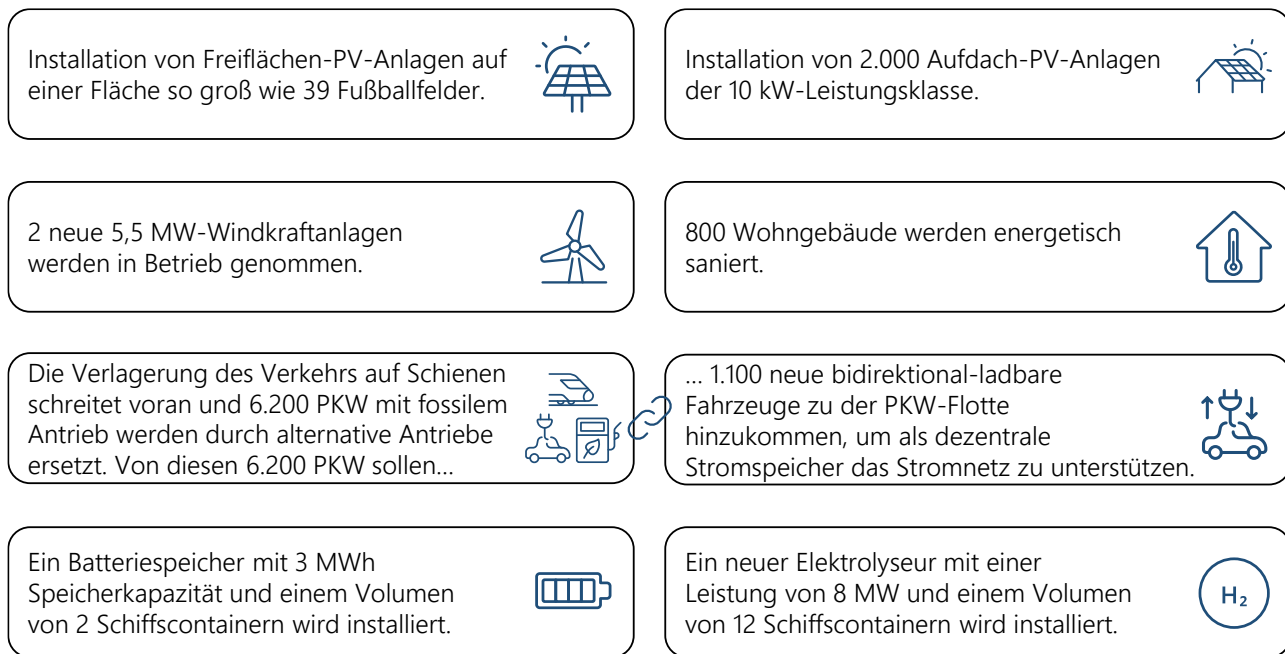 Installation von Freiflächen-PV-Anlagen auf
einer Fläche so groß wie 39 Fußballfelder.
Installation von 2.000 Aufdach-PV-Anlagen
der 10 kW-Leistungsklasse.
2 neue 5,5 MW-Windkraftanlagen
werden in Betrieb genommen.
800 Wohngebäude werden energetisch
saniert.
Die Verlagerung des Verkehrs auf Schienen
schreitet voran und 6.200 PKW mit fossilem
Antrieb werden durch alternative Antriebe
ersetzt. Von diesen 6.200 PKW sollen...
... 1.100 neue bidirektional-ladbare
Fahrzeuge zu der PKW-Flotte
hinzukommen, um als dezentrale
Stromspeicher das Stromnetz zu unterstützen.
Ein Batteriespeicher mit 3 MWh
Speicherkapazität und einem Volumen
von 2 Schiffscontainern wird installiert.
Ein neuer Elektrolyseur mit einer
Leistung von 8 MW und einem Volumen
von 12 Schiffscontainern wird installiert.
H₂